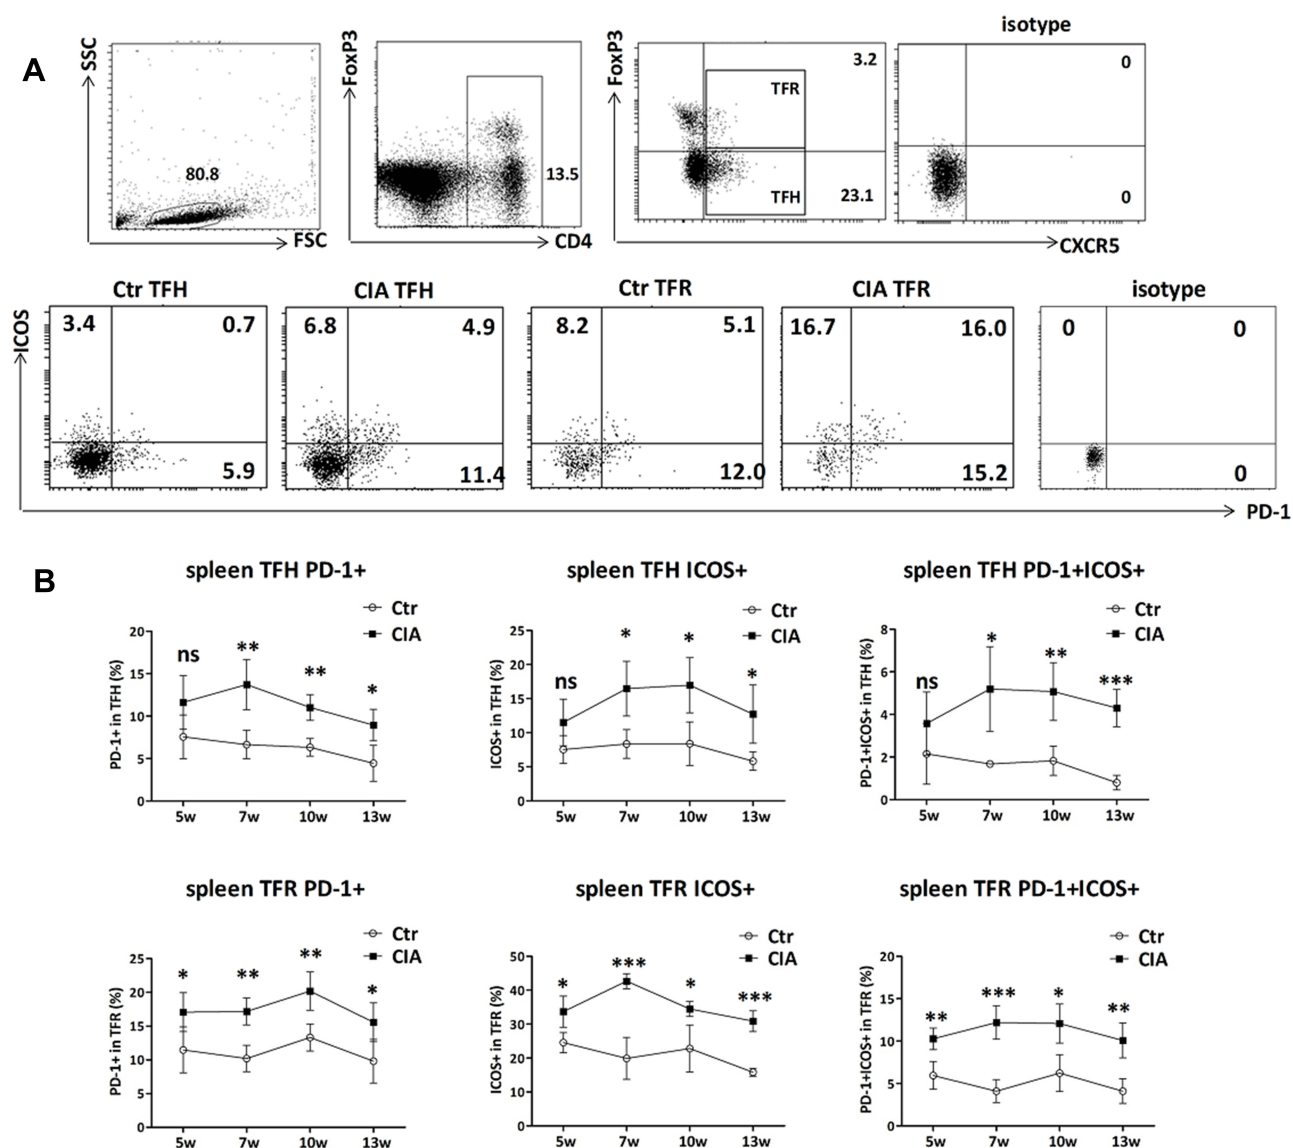 A
SSC
80.8
FSC
FoxP3
13.5
CD4
FoxP3
3.2
TFR
TFH
23.1
isotype
0
0
CXCR5
Ctr TFH
CIA TFH
Ctr TFR
CIA TFR
isotype
ICOS
3.4 0.7
5.9
6.8 4.9
11.4
8.2 5.1
12.0
16.7 16.0
15.2
0 0
0
PD-1
B
spleen TFH PD-1+
Ctr
CIA
PD-1+ in TFH (%)
20
15
10
5
0
ns ** ** *
5w 7w 10w 13w
spleen TFH ICOS+
Ctr
CIA
ICOS+ in TFH (%)
25
20
15
10
5
0
ns * * *
5w 7w 10w 13w
spleen TFH PD-1+ICOS+
Ctr
CIA
PD-1+ICOS+ in TFH (%)
8
6
4
2
0
ns * ** ***
5w 7w 10w 13w
spleen TFR PD-1+
Ctr
CIA
PD-1+ in TFR (%)
25
20
15
10
5
0
* ** ** *
5w 7w 10w 13w
spleen TFR ICOS+
Ctr
CIA
ICOS+ in TFR (%)
50
40
30
20
10
0
* *** * ***
5w 7w 10w 13w
spleen TFR PD-1+ICOS+
Ctr
CIA
PD-1+ICOS+ in TFR (%)
20
15
10
5
0
** *** * **
5w 7w 10w 13w